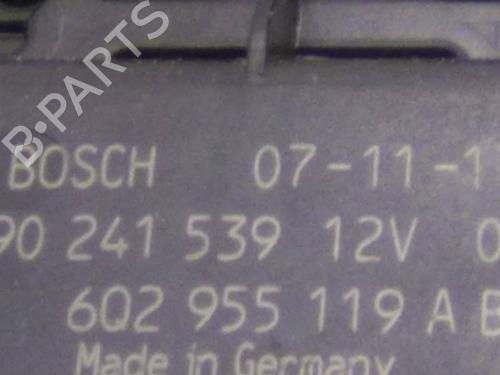 B-PARTS
BOSCH 07-11-1
90 241 539 12V 0
6Q2 955 119 A B
Made in Germany